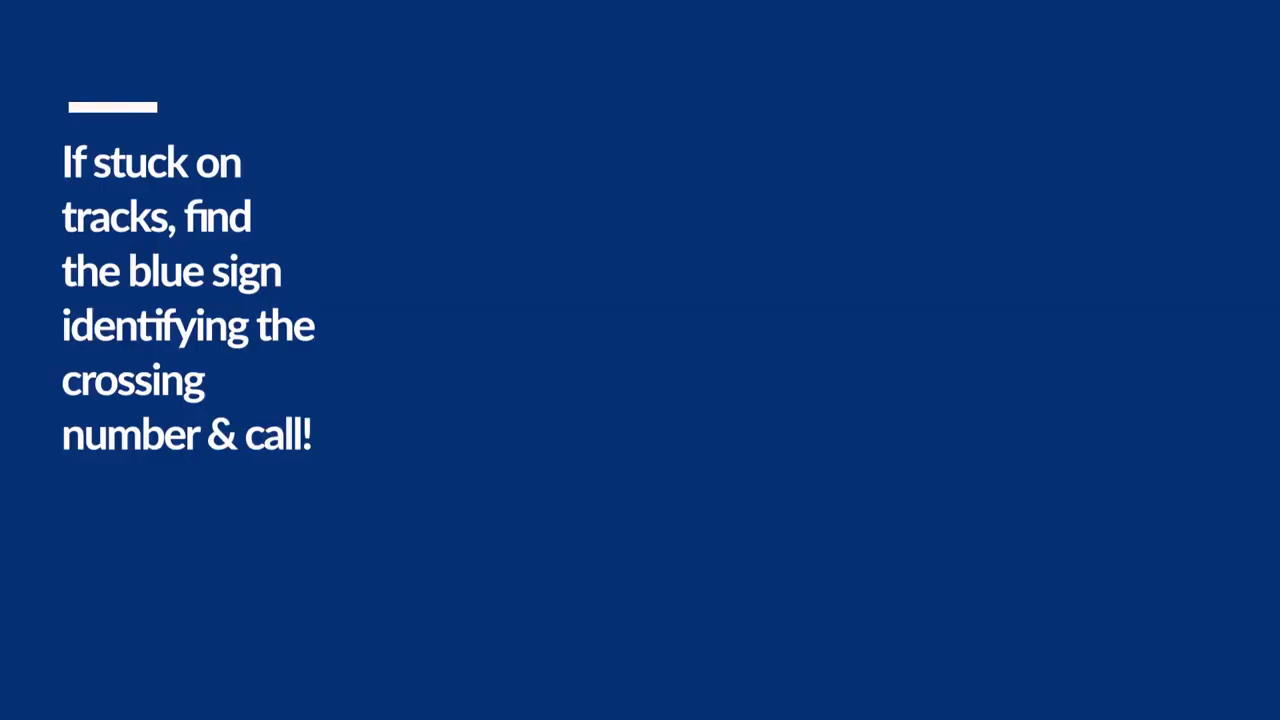 If stuck on
tracks, find
the blue sign
identifying the
crossing
number & call!